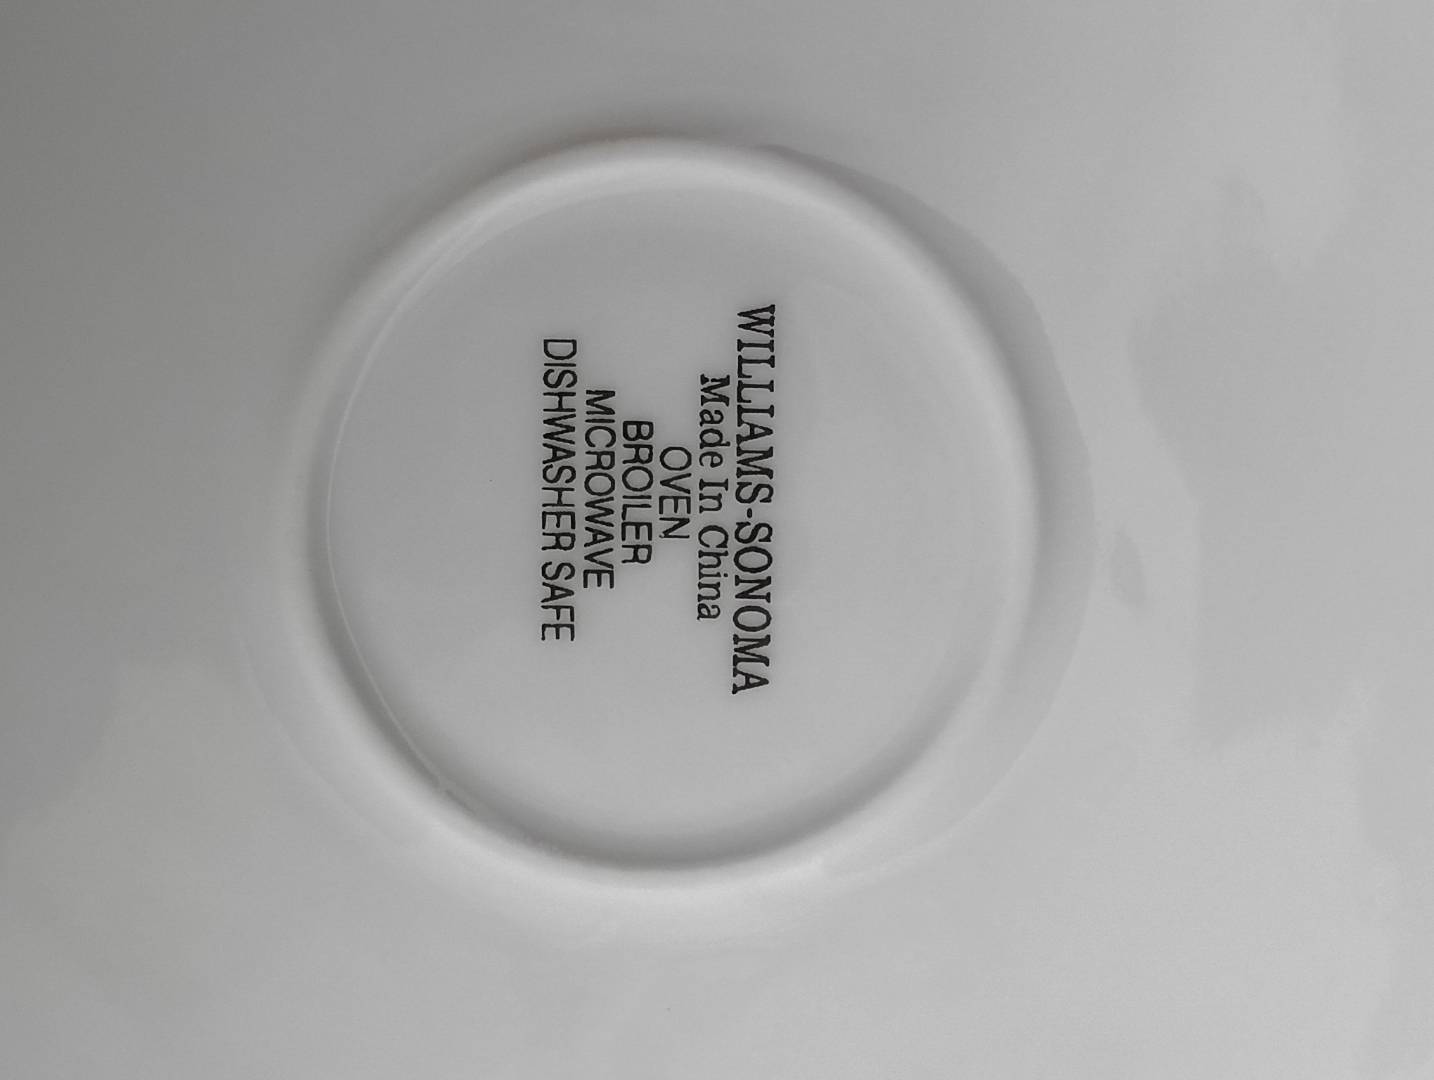 WILLIAMS-SONOMA
Made In China
OVEN
BROILER
MICROWAVE
DISHWASHER SAFE